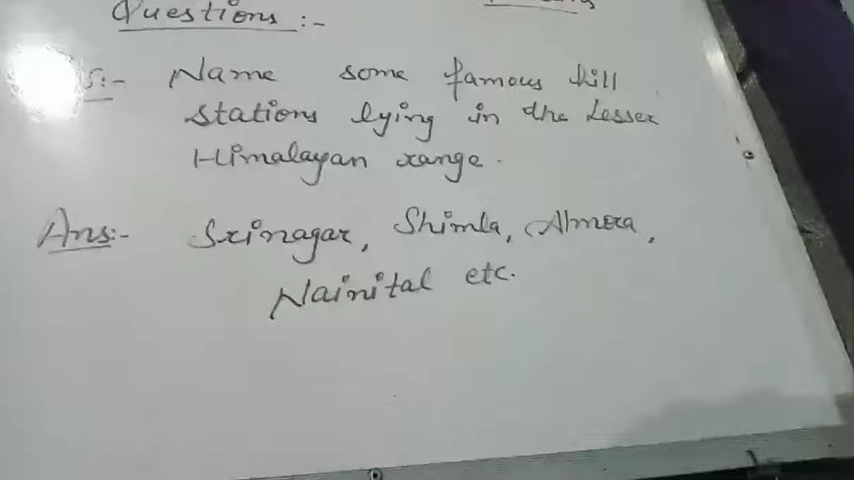 Questions :-
:- Name some famous hill
stations lying in the Lesser
Himalayan range.
Ans:- Srinagar, Shimla, Almora,
Nainital etc.